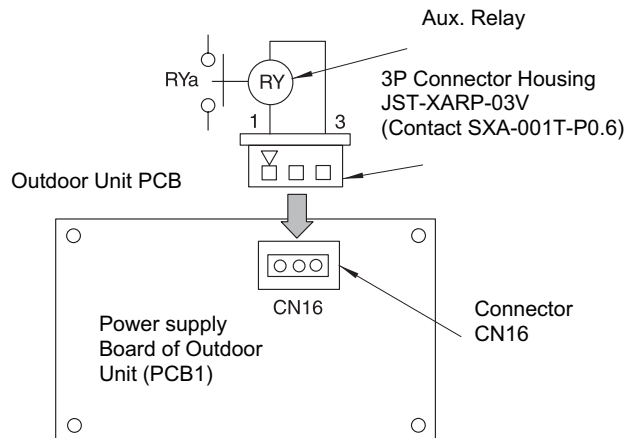 Aux. Relay
RYa
RY
3P Connector Housing
JST-XARP-03V
(Contact SXA-001T-P0.6)
1
3
Outdoor Unit PCB
CN16
Connector
CN16
Power supply
Board of Outdoor
Unit (PCB1)